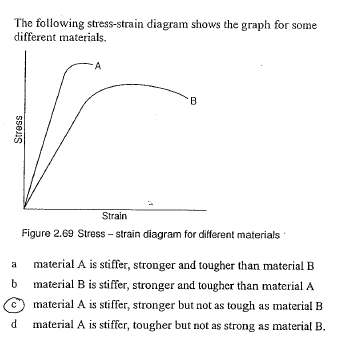 The following stress-strain diagram shows the graph for some
different materials.
A
B
Stress
Strain
Figure 2.69 Stress – strain diagram for different materials
a material A is stiffer, stronger and tougher than material B
b material B is stiffer, stronger and tougher than material A
c material A is stiffer, stronger but not as tough as material B
d material A is stiffer, tougher but not as strong as material B.